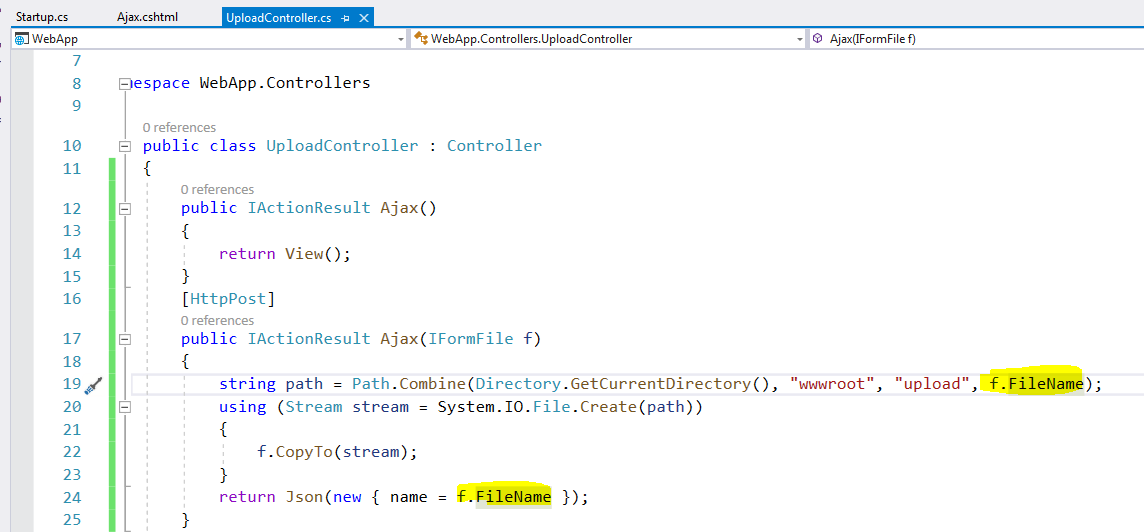 Startup.cs Ajax.cshtml UploadController.cs
WebApp WebApp.Controllers.UploadController Ajax(IFormFile f)
7
8 espace WebApp.Controllers
9
0 references
10 public class UploadController : Controller
11 {
0 references
12 public IActionResult Ajax()
13 {
14 return View();
15 }
16 [HttpPost]
0 references
17 public IActionResult Ajax(IFormFile f)
18 {
19 string path = Path.Combine(Directory.GetCurrentDirectory(), "wwwroot", "upload", f.FileName);
20 using (Stream stream = System.IO.File.Create(path))
21 {
22 f.CopyTo(stream);
23 }
24 return Json(new { name = f.FileName });
25 }